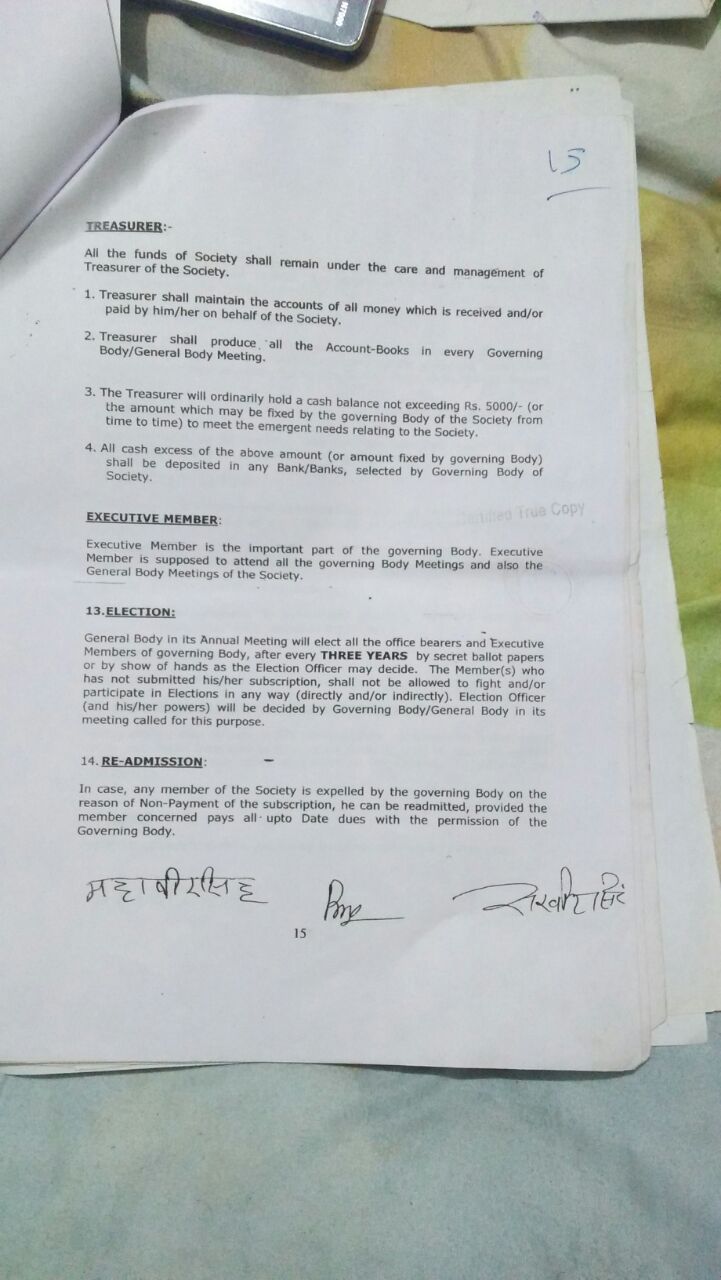 15
TREASURER:-
All the funds of Society shall remain under the care and management of
Treasurer of the Society.
1. Treasurer shall maintain the accounts of all money which is received and/or
paid by him/her on behalf of the Society.
2. Treasurer shall produce all the Account-Books in every Governing
Body/General Body Meeting.
3. The Treasurer will ordinarily hold a cash balance not exceeding Rs. 5000/- (or
the amount which may be fixed by the governing Body of the Society from
time to time) to meet the emergent needs relating to the Society.
4. All cash excess of the above amount (or amount fixed by governing Body)
shall be deposited in any Bank/Banks, selected by Governing Body of
Society.
Certified True Copy
EXECUTIVE MEMBER:
Executive Member is the important part of the governing Body. Executive
Member is supposed to attend all the governing Body Meetings and also the
General Body Meetings of the Society.
13.ELECTION:
General Body in its Annual Meeting will elect all the office bearers and Executive
Members of governing Body, after every THREE YEARS by secret ballot papers
or by show of hands as the Election Officer may decide. The Member(s) who
has not submitted his/her subscription, shall not be allowed to fight and/or
participate in Elections in any way (directly and/or indirectly). Election Officer
(and his/her powers) will be decided by Governing Body/General Body in its
meeting called for this purpose.
14. RE-ADMISSION:
In case, any member of the Society is expelled by the governing Body on the
reason of Non-Payment of the subscription, he can be readmitted, provided the
member concerned pays all upto Date dues with the permission of the
Governing Body.
महावीरसिंह
15